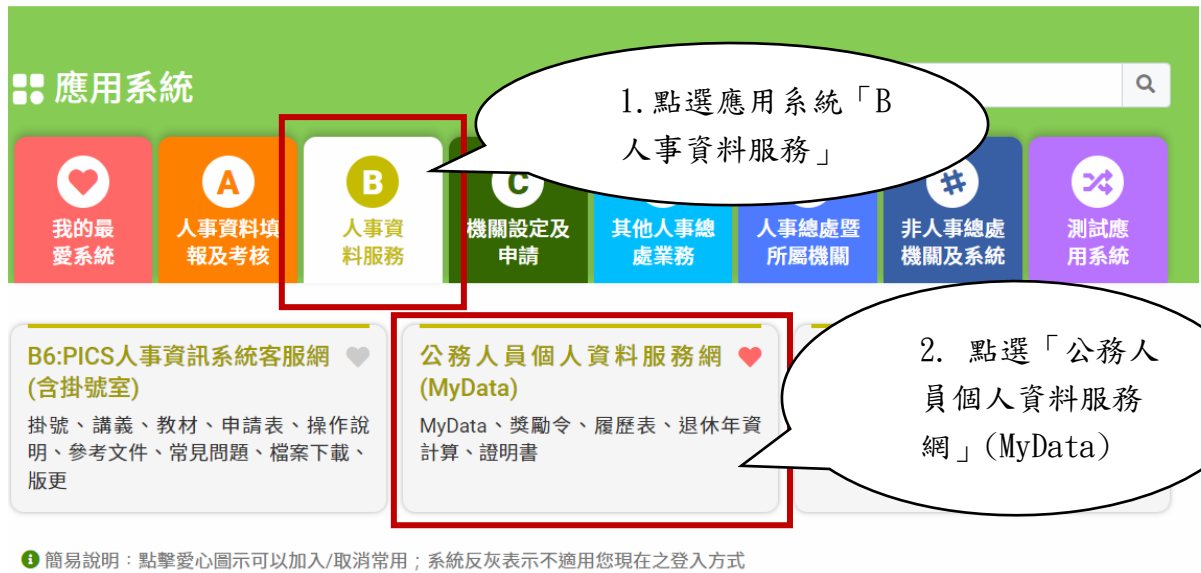 應用系統
1.點選應用系統「B
人事資料服務」
我的最
愛系統
A
人事資料填
報及考核
B
人事資
料服務
C
機關設定及
申請
其他人事總
處業務
人事總處暨
所屬機關
#
非人事總處
機關及系統
測試應
用系統
B6:PICS人事資訊系統客服網
(含掛號室)
掛號、講義、教材、申請表、操作說
明、參考文件、常見問題、檔案下載、
版更
公務人員個人資料服務網
(MyData)
MyData、獎勵令、履歷表、退休年資
計算、證明書
2. 點選「公務人
員個人資料服務
網」(MyData)
簡易說明：點擊愛心圖示可以加入/取消常用；系統反灰表示不適用您現在之登入方式